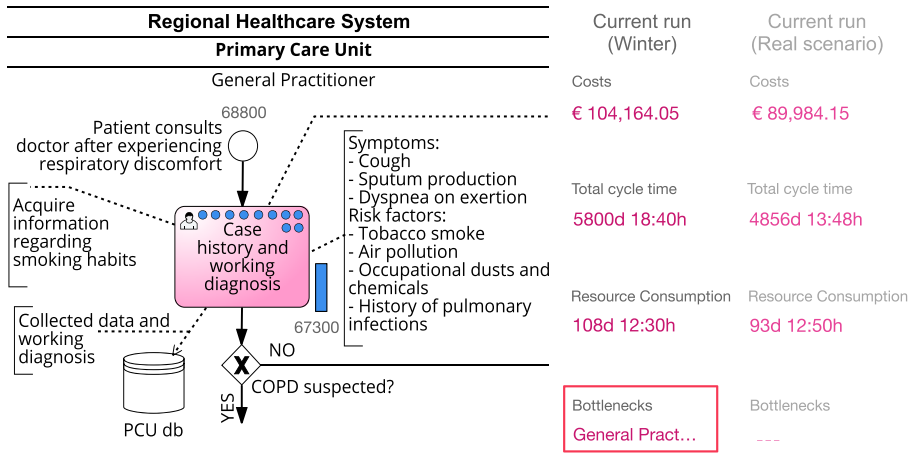 Regional Healthcare System
Primary Care Unit
General Practitioner
68800
Patient consults
doctor after experiencing
respiratory discomfort
Acquire
information
regarding
smoking habits
Case
history and
working
diagnosis
Symptoms:
- Cough
- Sputum production
- Dyspnea on exertion
Risk factors:
- Tobacco smoke
- Air pollution
- Occupational dusts and
chemicals
- History of pulmonary
infections
67300
Collected data and
working
diagnosis
PCU db
X
NO
COPD suspected?
YES
Current run
(Winter)
Costs
€ 104,164.05
Total cycle time
5800d 18:40h
Resource Consumption
108d 12:30h
Bottlenecks
General Pract...
Current run
(Real scenario)
Costs
€ 89,984.15
Total cycle time
4856d 13:48h
Resource Consumption
93d 12:50h
Bottlenecks
---